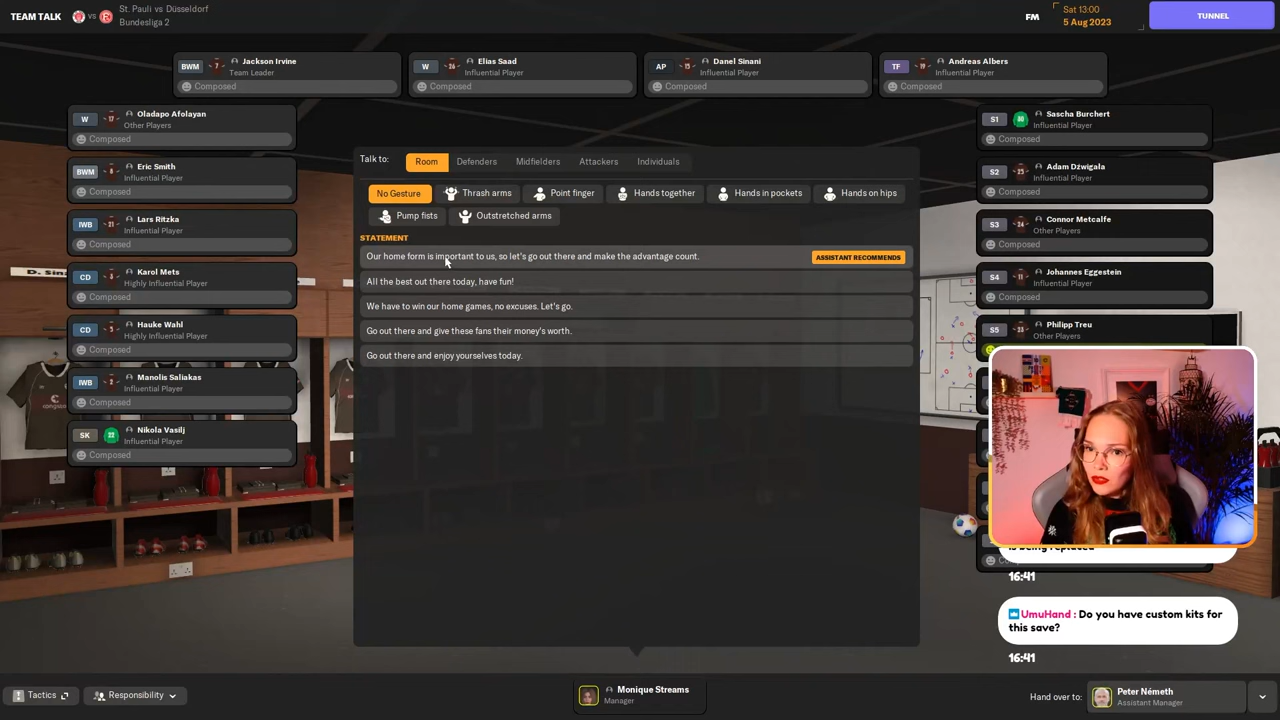 TEAM TALK
vs
St. Pauli vs Düsseldorf
Bundesliga 2
FM
Sat 13:00
5 Aug 2023
TUNNEL
BWM
7
Jackson Irvine
Team Leader
Composed
W
26
Elias Saad
Influential Player
Composed
AP
15
Danel Sinani
Influential Player
Composed
TF
19
Andreas Albers
Influential Player
Composed
W
17
Oladapo Afolayan
Other Players
Composed
BWM
8
Eric Smith
Influential Player
Composed
IWB
21
Lars Ritzka
Influential Player
Composed
CD
3
Karol Mets
Highly Influential Player
Composed
CD
5
Hauke Wahl
Highly Influential Player
Composed
IWB
2
Manolis Saliakas
Influential Player
Composed
SK
22
Nikola Vasilj
Influential Player
Composed
D. Sin
Talk to:
Room
Defenders
Midfielders
Attackers
Individuals
No Gesture
Thrash arms
Point finger
Hands together
Hands in pockets
Hands on hips
Pump fists
Outstretched arms
STATEMENT
Our home form is important to us, so let's go out there and make the advantage count.
ASSISTANT RECOMMENDS
All the best out there today, have fun!
We have to win our home games, no excuses. Let's go.
Go out there and give these fans their money's worth.
Go out there and enjoy yourselves today.
S1
30
Sascha Burchert
Influential Player
Composed
S2
25
Adam Dźwigala
Influential Player
Composed
S3
24
Connor Metcalfe
Other Players
Composed
S4
11
Johannes Eggestein
Influential Player
Composed
S5
23
Philipp Treu
Other Players
is being replaced
16:41
UmuHand : Do you have custom kits for
this save?
16:41
Tactics
Responsibility
Monique Streams
Manager
Hand over to:
Peter Németh
Assistant Manager